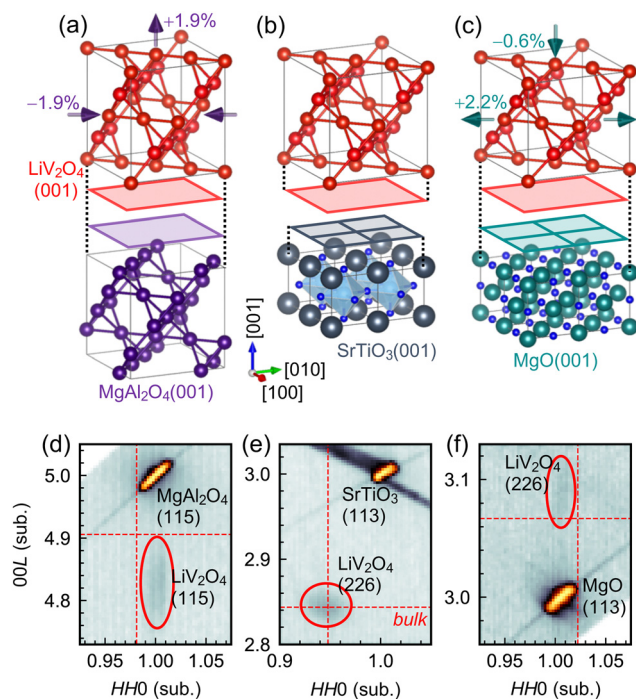 (a)
+1.9%
−1.9%
LiV₂O₄
(001)
MgAl₂O₄(001)
(b)
[001]
[010]
[100]
SrTiO₃(001)
(c)
−0.6%
+2.2%
MgO(001)
(d)
00L (sub.)
5.0
4.9
4.8
MgAl₂O₄
(115)
LiV₂O₄
(115)
0.95 1.00 1.05
HH0 (sub.)
(e)
3.0
2.9
2.8
SrTiO₃
(113)
LiV₂O₄
(226)
bulk
0.9 1.0
HH0 (sub.)
(f)
3.1
3.0
LiV₂O₄
(226)
MgO
(113)
0.95 1.00 1.05
HH0 (sub.)